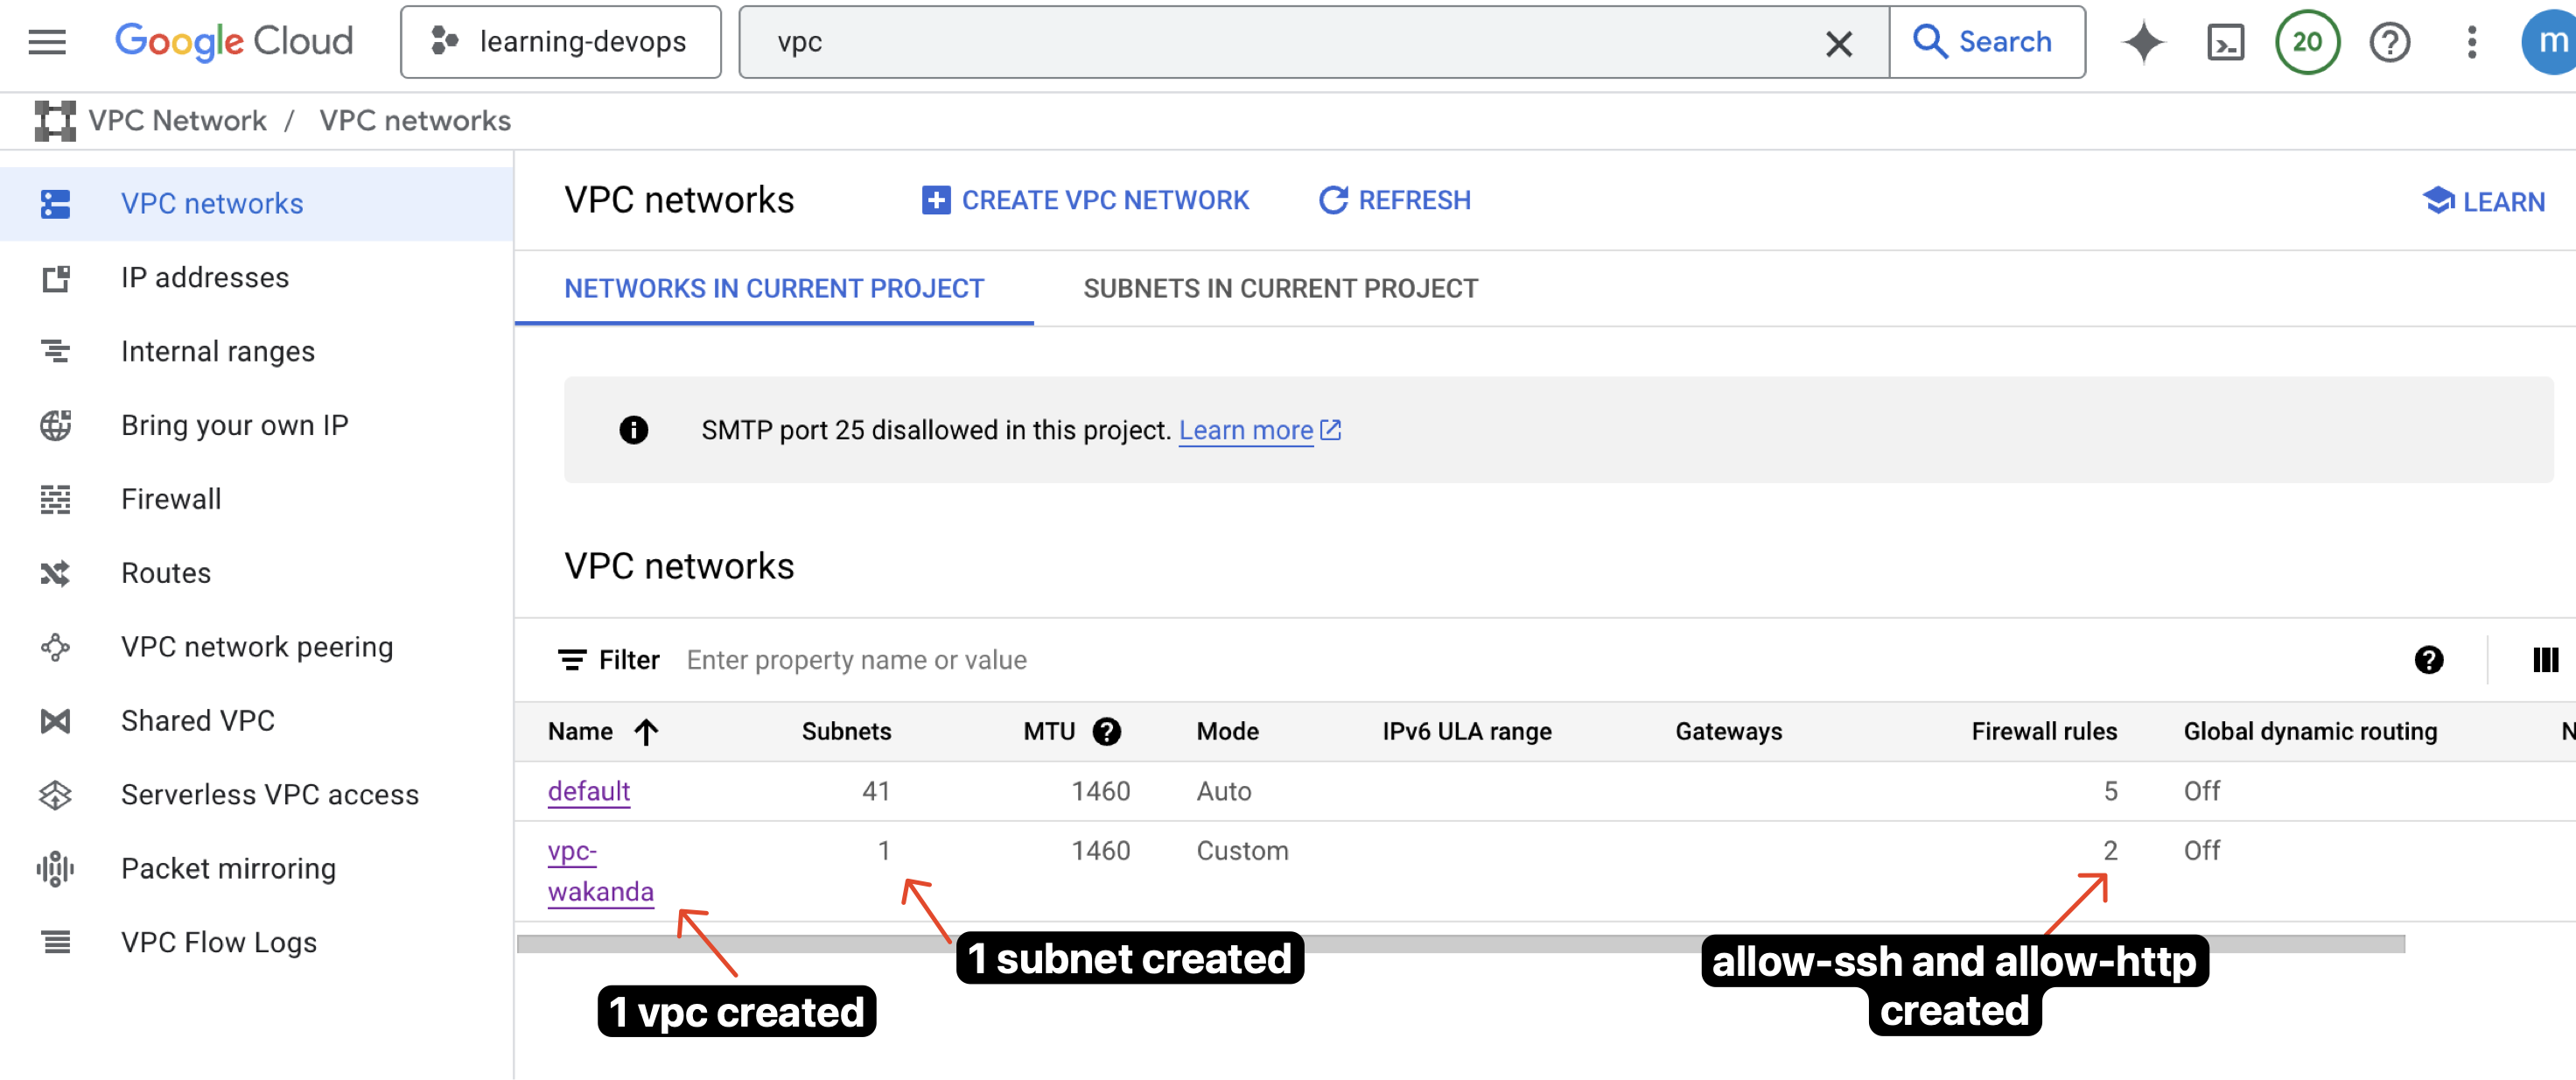 Google Cloud
learning-devops
vpc
Search
20
m
VPC Network / VPC networks
VPC networks
IP addresses
Internal ranges
Bring your own IP
Firewall
Routes
VPC network peering
Shared VPC
Serverless VPC access
Packet mirroring
VPC Flow Logs
VPC networks
CREATE VPC NETWORK
REFRESH
LEARN
NETWORKS IN CURRENT PROJECT
SUBNETS IN CURRENT PROJECT
SMTP port 25 disallowed in this project. Learn more
VPC networks
Filter Enter property name or value
Name Subnets MTU Mode IPv6 ULA range Gateways Firewall rules Global dynamic routing
default 41 1460 Auto 5 Off
vpc- 1 1460 Custom 2 Off
wakanda
1 subnet created
allow-ssh and allow-http
created
1 vpc created